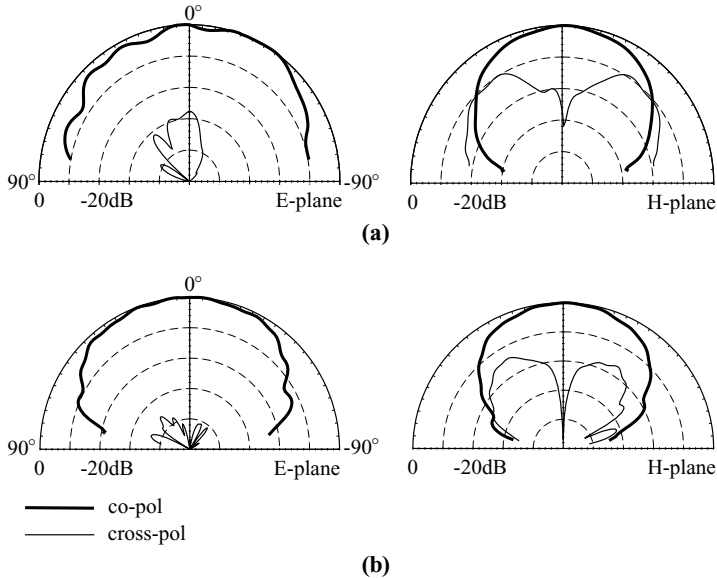 0°
90°
-90°
0 -20dB E-plane
0 -20dB H-plane
(a)
0°
90°
-90°
0 -20dB E-plane
0 -20dB H-plane
co-pol
cross-pol
(b)